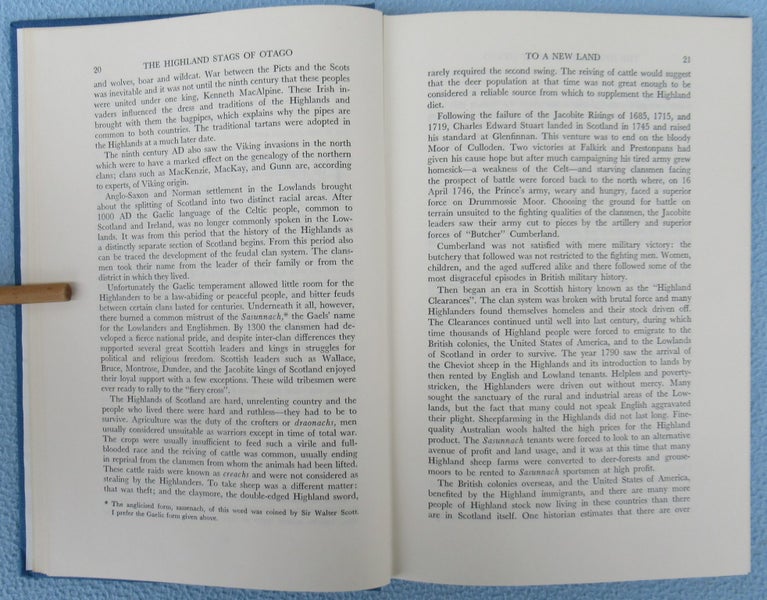 20 THE HIGHLAND STAGS OF OTAGO
and wolves, boar and wildcat. War between the Picts and the Scots
was inevitable and it was not until the ninth century that these peoples
were united under one king, Kenneth MacAlpine. These Irish in-
vaders influenced the dress and traditions of the Highlands and
brought with them the bagpipes, which explains why the pipes are
common to both countries. The traditional tartans were adopted in
the Highlands at a much later date.
The ninth century AD also saw the Viking invasions in the north
which were to have a marked effect on the genealogy of the northern
clans; clans such as MacKenzie, MacKay, and Gunn are, according
to experts, of Viking origin.
Anglo-Saxon and Norman settlement in the Lowlands brought
about the splitting of Scotland into two distinct racial areas. After
1000 AD the Gaelic language of the Celtic people, common to
Scotland and Ireland, was no longer commonly spoken in the Low-
lands. It was from this period that the history of the Highlands as
a distinctly separate section of Scotland begins. From this period also
can be traced the development of the feudal clan system. The clans-
men took their name from the leader of their family or from the
district in which they lived.
Unfortunately the Gaelic temperament allowed little room for the
Highlanders to be a law-abiding or peaceful people, and bitter feuds
between certain clans lasted for centuries. Underneath it all, however,
there burned a common mistrust of the Sasunnach,* the Gaels' name
for the Lowlanders and Englishmen. By 1300 the clansmen had de-
veloped a fierce national pride, and despite inter-clan differences they
supported several great Scottish leaders and kings in struggles for
political and religious freedom. Scottish leaders such as Wallace,
Bruce, Montrose, Dundee, and the Jacobite kings of Scotland enjoyed
their loyal support with a few exceptions. These wild tribesmen were
ever ready to rally to the "fiery cross".
The Highlands of Scotland are hard, unrelenting country and the
people who lived there were hard and ruthless—they had to be to
survive. Agriculture was the duty of the crofters or draonachs, men
usually considered unsuitable as warriors except in time of total war.
The crops were usually insufficient to feed such a virile and full-
blooded race and the reiving of cattle was common, usually ending
in reprisal from the clansmen from whom the animals had been lifted.
These cattle raids were known as creachs and were not considered as
stealing by the Highlanders. To take sheep was a different matter:
that was theft; and the claymore, the double-edged Highland sword,
* The anglicised form, sassenach, of this word was coined by Sir Walter Scott.
I prefer the Gaelic form given above.
TO A NEW LAND 21
rarely required the second swing. The reiving of cattle would suggest
that the deer population at that time was not great enough to be
considered a reliable source from which to supplement the Highland
diet.
Following the failure of the Jacobite Risings of 1685, 1715, and
1719, Charles Edward Stuart landed in Scotland in 1745 and raised
his standard at Glenfinnan. This venture was to end on the bloody
Moor of Culloden. Two victories at Falkirk and Prestonpans had
given his cause hope but after much campaigning his tired army grew
homesick—a weakness of the Celt—and starving clansmen facing
the prospect of battle were forced back to the north where, on 16
April 1746, the Prince's army, weary and hungry, faced a superior
force on Drummossie Moor. Choosing the ground for battle on
terrain unsuited to the fighting qualities of the clansmen, the Jacobite
leaders saw their army cut to pieces by the artillery and superior
forces of "Butcher" Cumberland.
Cumberland was not satisfied with mere military victory: the
butchery that followed was not restricted to the fighting men. Women,
children, and the aged suffered alike and there followed some of the
most disgraceful episodes in British military history.
Then began an era in Scottish history known as the "Highland
Clearances". The clan system was broken with brutal force and many
Highlanders found themselves homeless and their stock driven off.
The Clearances continued until well into last century, during which
time thousands of Highland people were forced to emigrate to the
British colonies, the United States of America, and to the Lowlands
of Scotland in order to survive. The year 1790 saw the arrival of
the Cheviot sheep in the Highlands and its introduction to lands by
then rented by English and Lowland tenants. Helpless and poverty-
stricken, the Highlanders were driven out without mercy. Many
sought the sanctuary of the rural and industrial areas of the Low-
lands, but the fact that many could not speak English aggravated
their plight. Sheepfarming in the Highlands did not last long. Fine-
quality Australian wools halted the high prices for the Highland
product. The Sasunnach tenants were forced to look to an alternative
avenue of profit and land usage, and it was at this time that many
Highland sheep farms were converted to deer-forests and grouse-
moors to be rented to Sasunnach sportsmen at high profit.
The British colonies overseas, and the United States of America,
benefited by the Highland immigrants, and there are many more
people of Highland stock now living in these countries than there
are in Scotland itself. One historian estimates that there are over